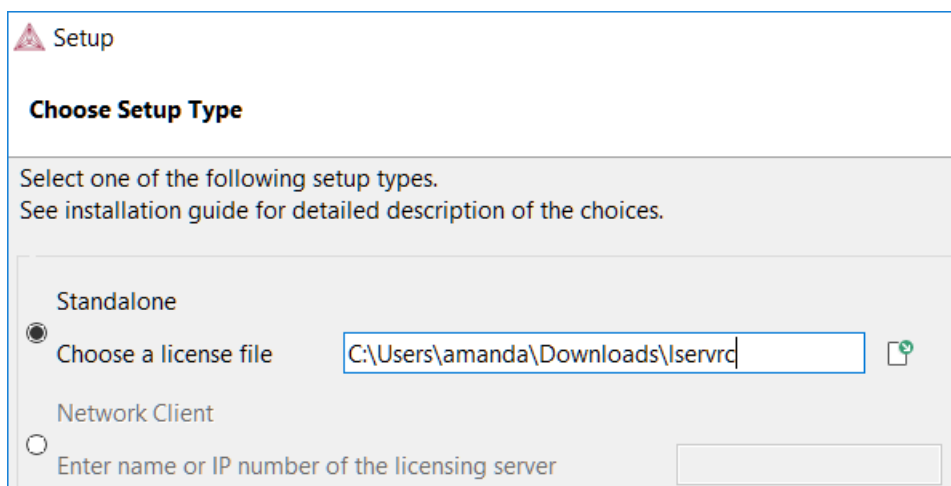 Setup
Choose Setup Type
Select one of the following setup types.
See installation guide for detailed description of the choices.
Standalone
Choose a license file C:\Users\amanda\Downloads\lservrc
Network Client
Enter name or IP number of the licensing server